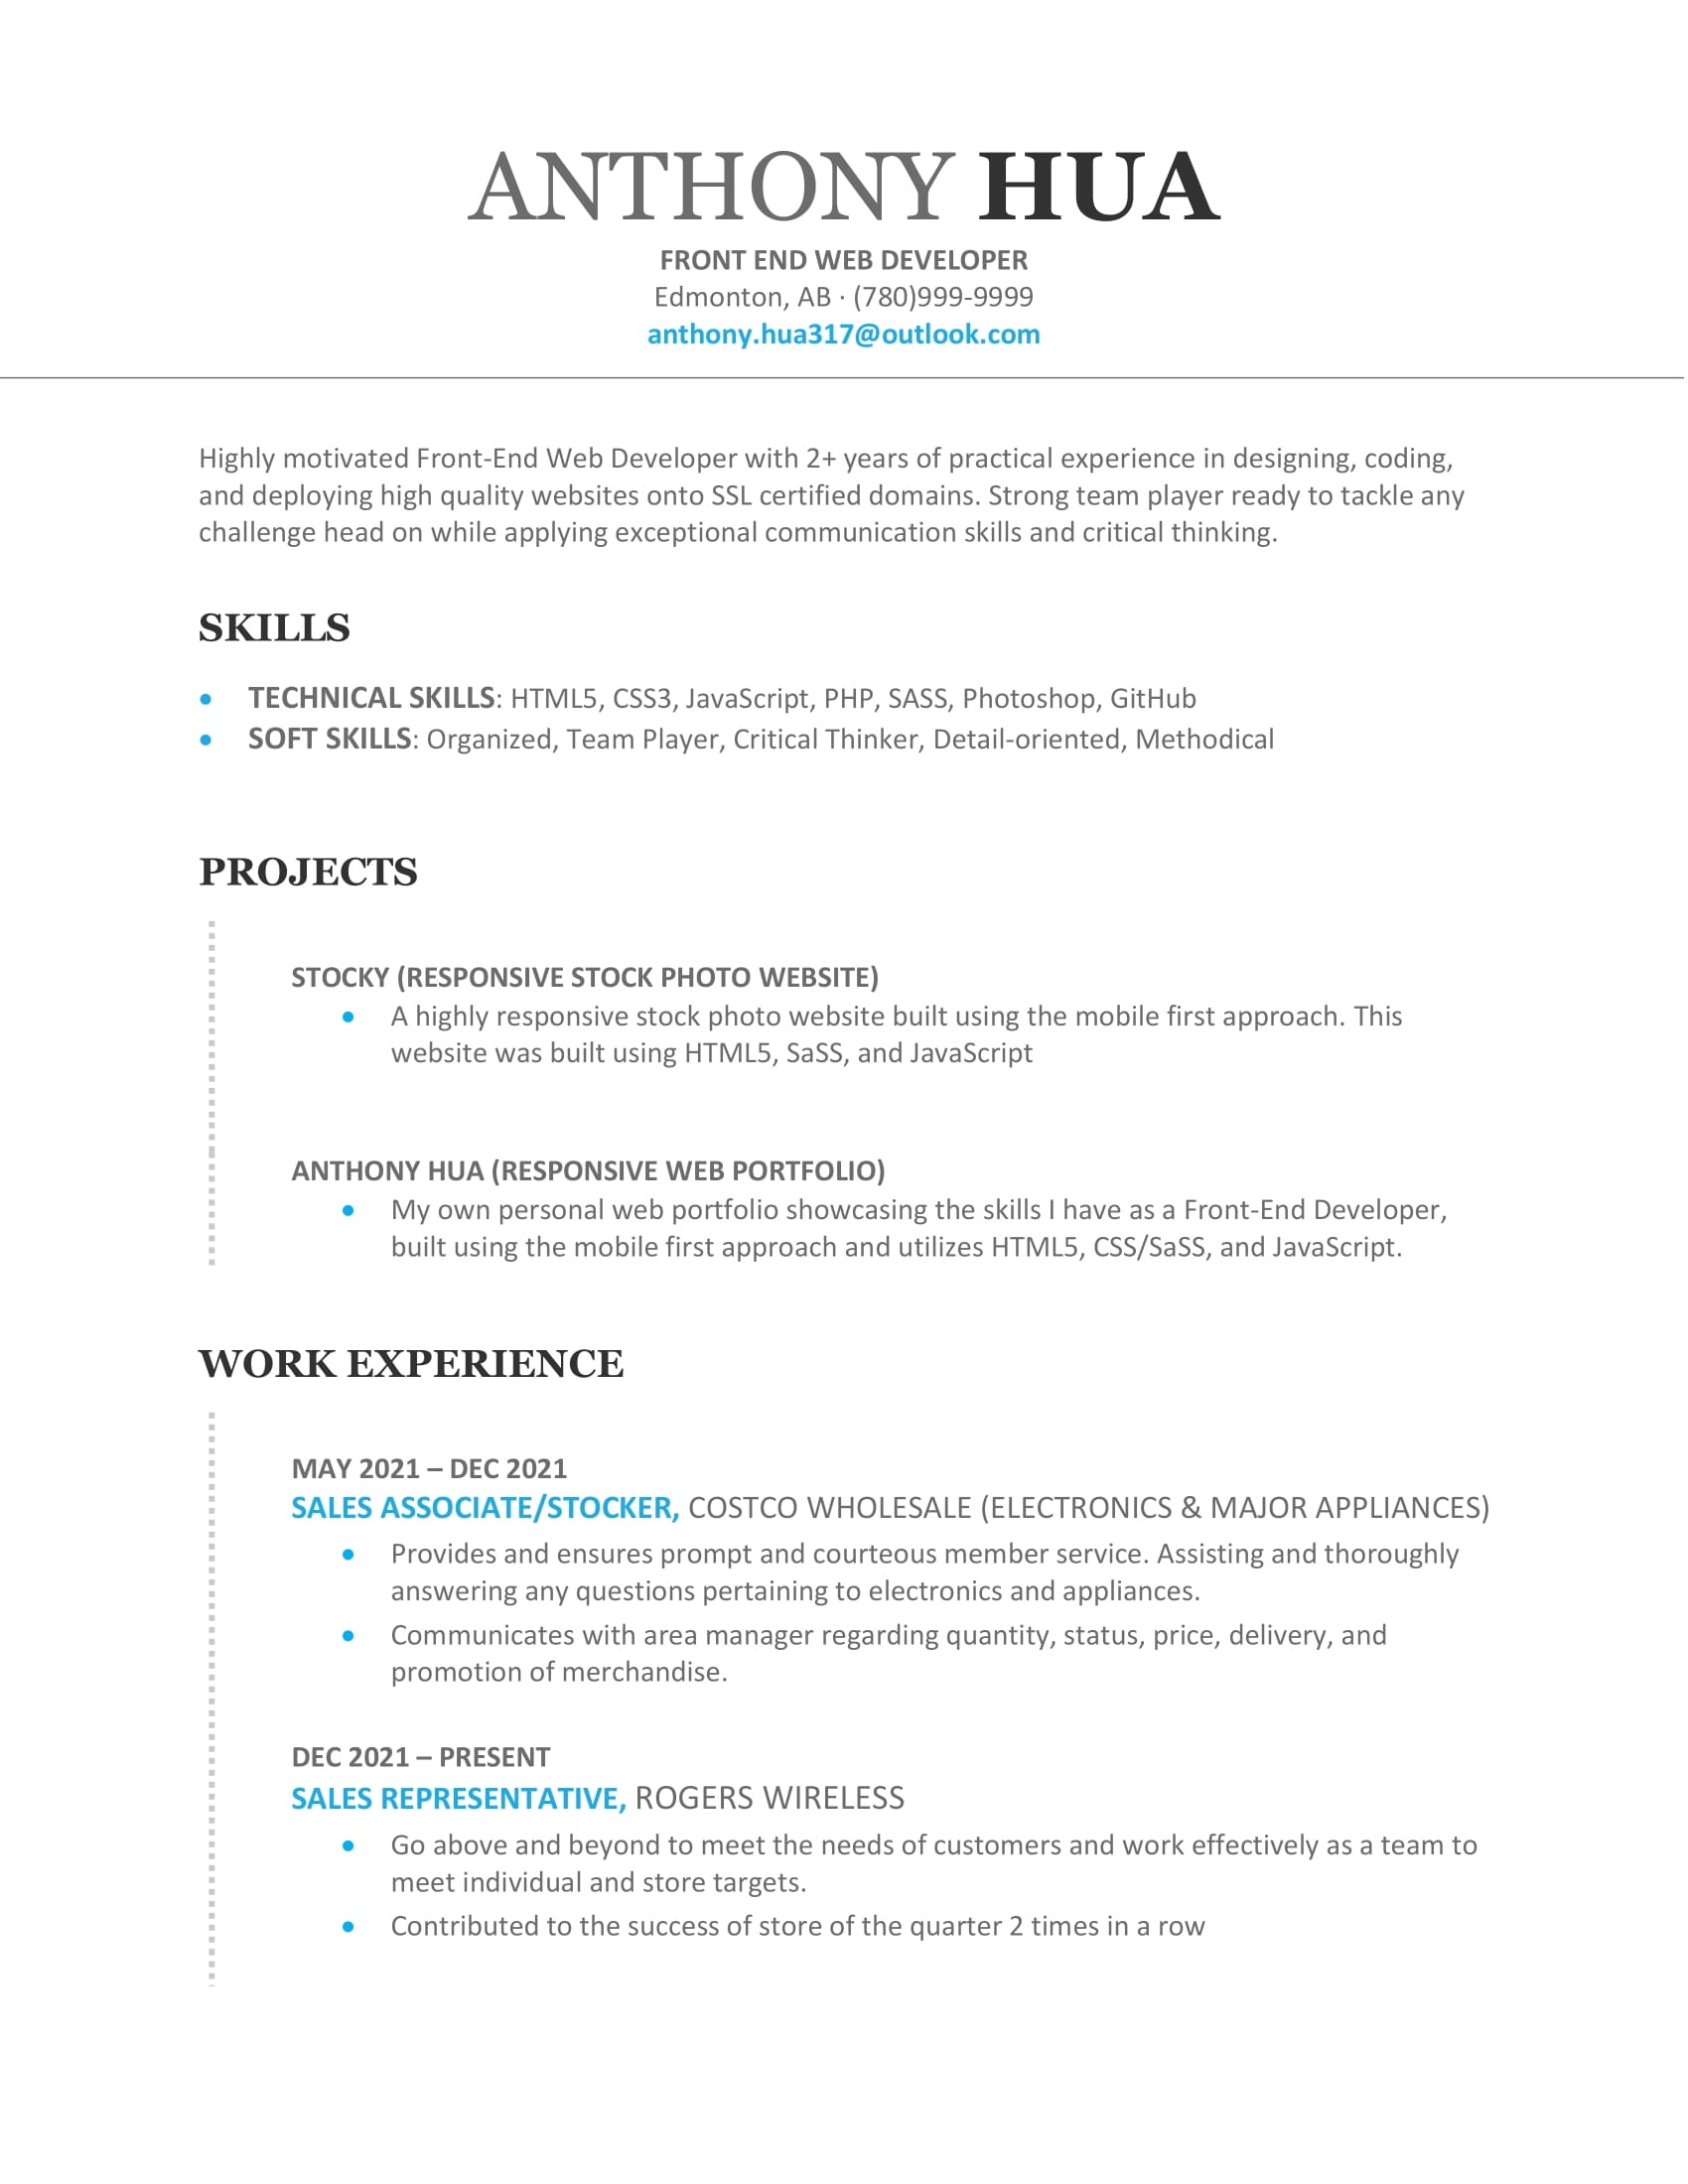 ANTHONY HUA
FRONT END WEB DEVELOPER
Edmonton, AB · (780)999-9999
anthony.hua317@outlook.com
Highly motivated Front-End Web Developer with 2+ years of practical experience in designing, coding,
and deploying high quality websites onto SSL certified domains. Strong team player ready to tackle any
challenge head on while applying exceptional communication skills and critical thinking.
SKILLS
• TECHNICAL SKILLS: HTML5, CSS3, JavaScript, PHP, SASS, Photoshop, GitHub
• SOFT SKILLS: Organized, Team Player, Critical Thinker, Detail-oriented, Methodical
PROJECTS
STOCKY (RESPONSIVE STOCK PHOTO WEBSITE)
• A highly responsive stock photo website built using the mobile first approach. This
website was built using HTML5, SaSS, and JavaScript
ANTHONY HUA (RESPONSIVE WEB PORTFOLIO)
• My own personal web portfolio showcasing the skills I have as a Front-End Developer,
built using the mobile first approach and utilizes HTML5, CSS/SaSS, and JavaScript.
WORK EXPERIENCE
MAY 2021 – DEC 2021
SALES ASSOCIATE/STOCKER, COSTCO WHOLESALE (ELECTRONICS & MAJOR APPLIANCES)
• Provides and ensures prompt and courteous member service. Assisting and thoroughly
answering any questions pertaining to electronics and appliances.
• Communicates with area manager regarding quantity, status, price, delivery, and
promotion of merchandise.
DEC 2021 – PRESENT
SALES REPRESENTATIVE, ROGERS WIRELESS
• Go above and beyond to meet the needs of customers and work effectively as a team to
meet individual and store targets.
• Contributed to the success of store of the quarter 2 times in a row